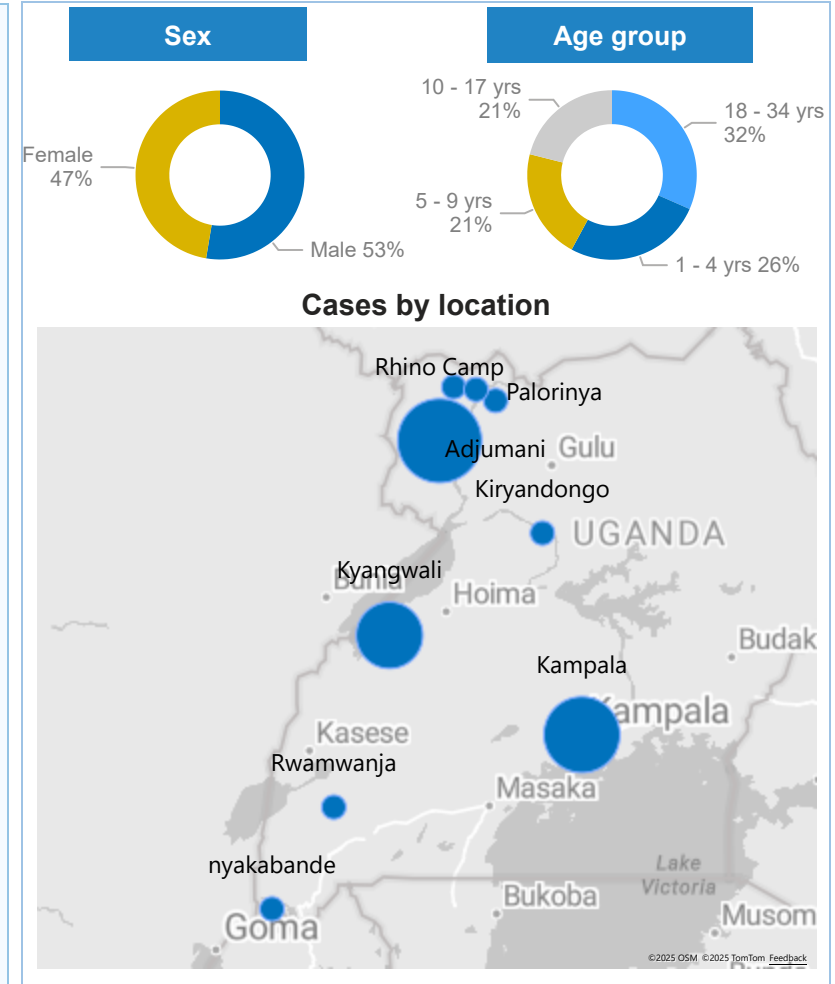 Sex
Age group
Female
47%
Male 53%
10 - 17 yrs
21%
18 - 34 yrs
32%
5 - 9 yrs
21%
1 - 4 yrs 26%
Cases by location
Rhino Camp
Palorinya
Adjumani
Gulu
Kiryandongo
UGANDA
Kyangwali
Bunia
Hoima
Budak
Kampala
Kampala
Kasese
Rwamwanja
Masaka
nyakabande
Lake
Victoria
Bukoba
Musom
Goma
©2025 OSM ©2025 TomTom Feedback